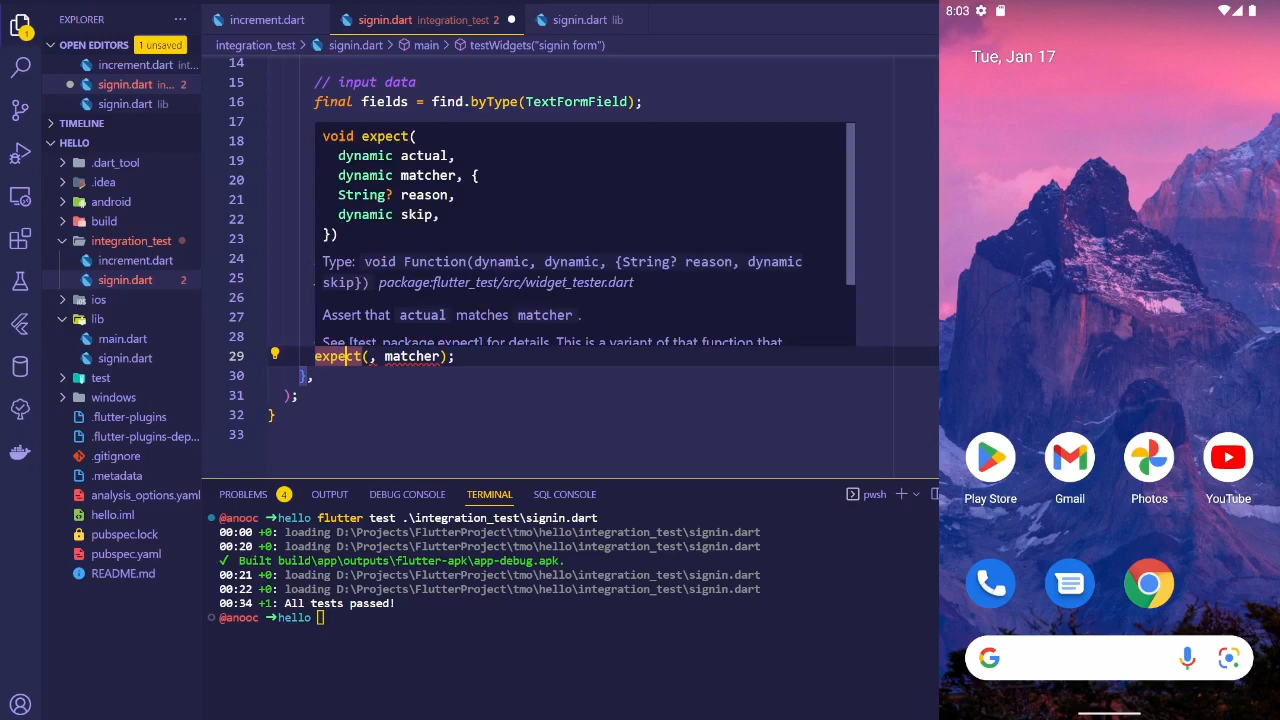 EXPLORER
OPEN EDITORS 1 unsaved
increment.dart int...
signin.dart in... 2
signin.dart lib
TIMELINE
HELLO
.dart_tool
.idea
android
build
integration_test
increment.dart
signin.dart 2
ios
lib
main.dart
signin.dart
test
windows
.flutter-plugins
.flutter-plugins-dep...
.gitignore
.metadata
analysis_options.yaml
hello.iml
pubspec.lock
pubspec.yaml
README.md
1
increment.dart
signin.dart integration_test 2
signin.dart lib
integration_test > signin.dart > main > testWidgets("signin form")
14
15 // input data
16 final fields = find.byType(TextFormField);
17
18 void expect(
19 dynamic actual,
20 dynamic matcher, {
21 String? reason,
22 dynamic skip,
23 })
24 Type: void Function(dynamic, dynamic, {String? reason, dynamic
25 skip}) package:flutter_test/src/widget_tester.dart
26
27 Assert that actual matches matcher .
28 See [test_package.expect] for details. This is a variant of that function that
29 expect(, matcher);
30 },
31 );
32 }
33
PROBLEMS 4 OUTPUT DEBUG CONSOLE TERMINAL SQL CONSOLE
pwsh
@anooc ➜hello flutter test .\integration_test\signin.dart
00:00 +0: loading D:\Projects\FlutterProject\tmo\hello\integration_test\signin.dart
00:20 +0: loading D:\Projects\FlutterProject\tmo\hello\integration_test\signin.dart
✓ Built build\app\outputs\flutter-apk\app-debug.apk.
00:21 +0: loading D:\Projects\FlutterProject\tmo\hello\integration_test\signin.dart
00:22 +0: loading D:\Projects\FlutterProject\tmo\hello\integration_test\signin.dart
00:34 +1: All tests passed!
@anooc ➜hello
8:03
Tue, Jan 17
Play Store
Gmail
Photos
YouTube